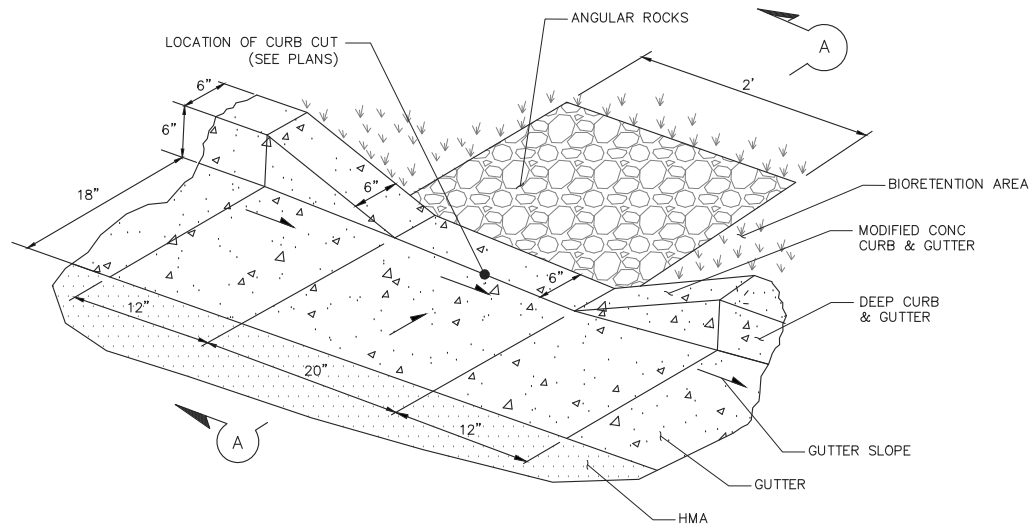 ANGULAR ROCKS
LOCATION OF CURB CUT
(SEE PLANS)
A
2'
6"
6"
18"
6"
BIORETENTION AREA
MODIFIED CONC
CURB & GUTTER
6"
DEEP CURB
& GUTTER
12"
20"
12"
A
GUTTER SLOPE
GUTTER
HMA